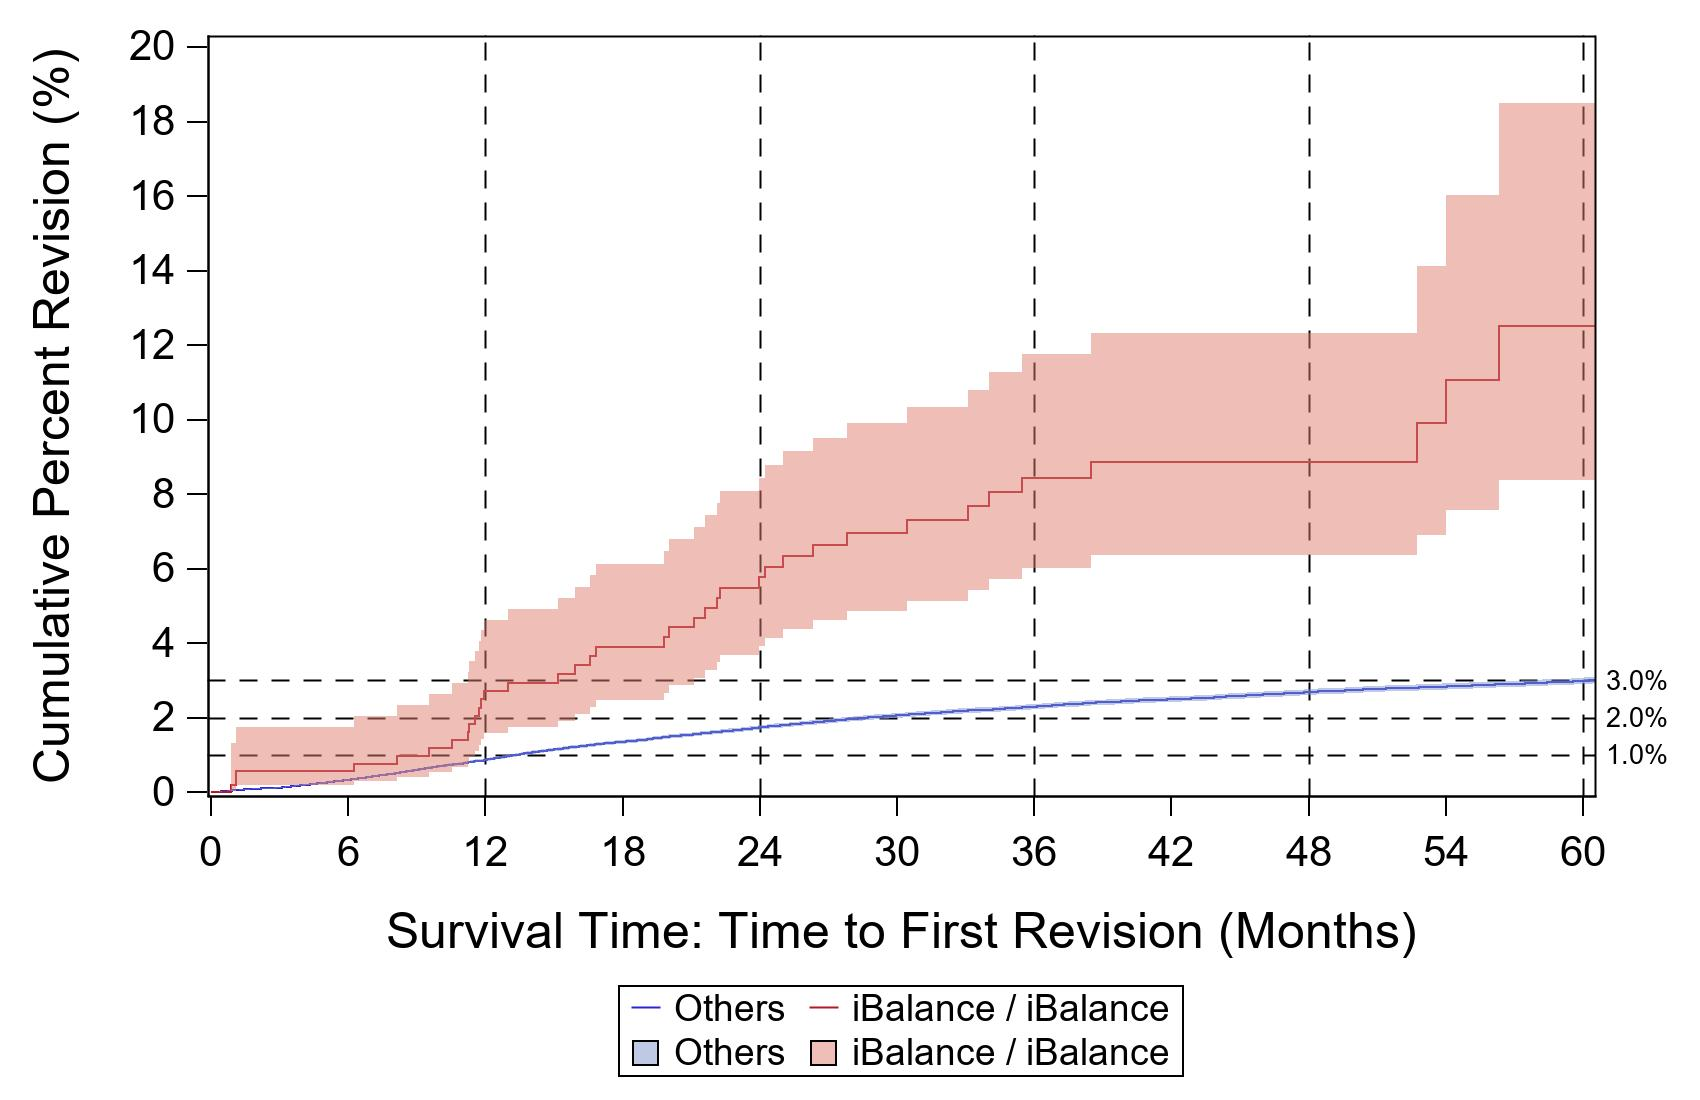 Cumulative Percent Revision (%)
20
18
16
14
12
10
8
6
4
2
0
3.0%
2.0%
1.0%
0 6 12 18 24 30 36 42 48 54 60
Survival Time: Time to First Revision (Months)
Others iBalance / iBalance
Others iBalance / iBalance